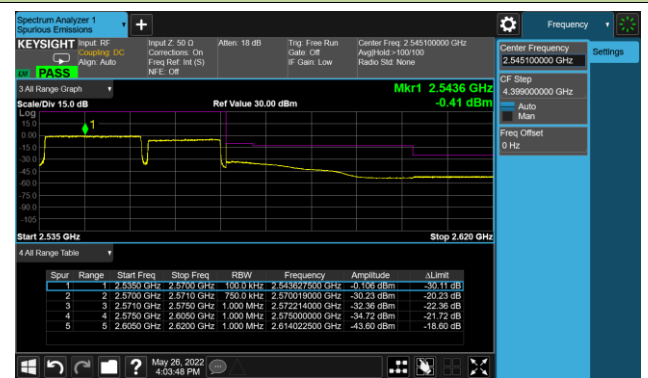 Spectrum Analyzer 1
Spurious Emissions
Frequency
KEYSIGHT
Input: RF
Coupling: DC
Align: Auto
Input Z: 50 Ω
Corrections: On
Freq Ref: Int (S)
NFE: Off
Atten: 18 dB
Trig: Free Run
Gate: Off
IF Gain: Low
Center Freq: 2.545100000 GHz
Avg|Hold:>100/100
Radio Std: None
PASS
Center Frequency
2.545100000 GHz
Settings
CF Step
4.399000000 GHz
Auto
Man
Freq Offset
0 Hz
3 All Range Graph
Mkr1 2.5436 GHz
Scale/Div 15.0 dB
Ref Value 30.00 dBm
-0.41 dBm
Log
15.0
0.00
-15.0
-30.0
-45.0
-60.0
-75.0
-90.0
-105
1
Start 2.535 GHz
Stop 2.620 GHz
4 All Range Table
Spur Range Start Freq Stop Freq RBW Frequency Amplitude ΔLimit
1 1 2.5350 GHz 2.5700 GHz 100.0 kHz 2.543627500 GHz -0.106 dBm -30.11 dB
2 2 2.5700 GHz 2.5710 GHz 750.0 kHz 2.570019000 GHz -30.23 dBm -20.23 dB
3 3 2.5710 GHz 2.5750 GHz 1.000 MHz 2.572214000 GHz -32.36 dBm -22.36 dB
4 4 2.5750 GHz 2.6050 GHz 1.000 MHz 2.575000000 GHz -34.72 dBm -21.72 dB
5 5 2.6050 GHz 2.6200 GHz 1.000 MHz 2.614022500 GHz -43.60 dBm -18.60 dB
?
May 26, 2022
4:03:48 PM